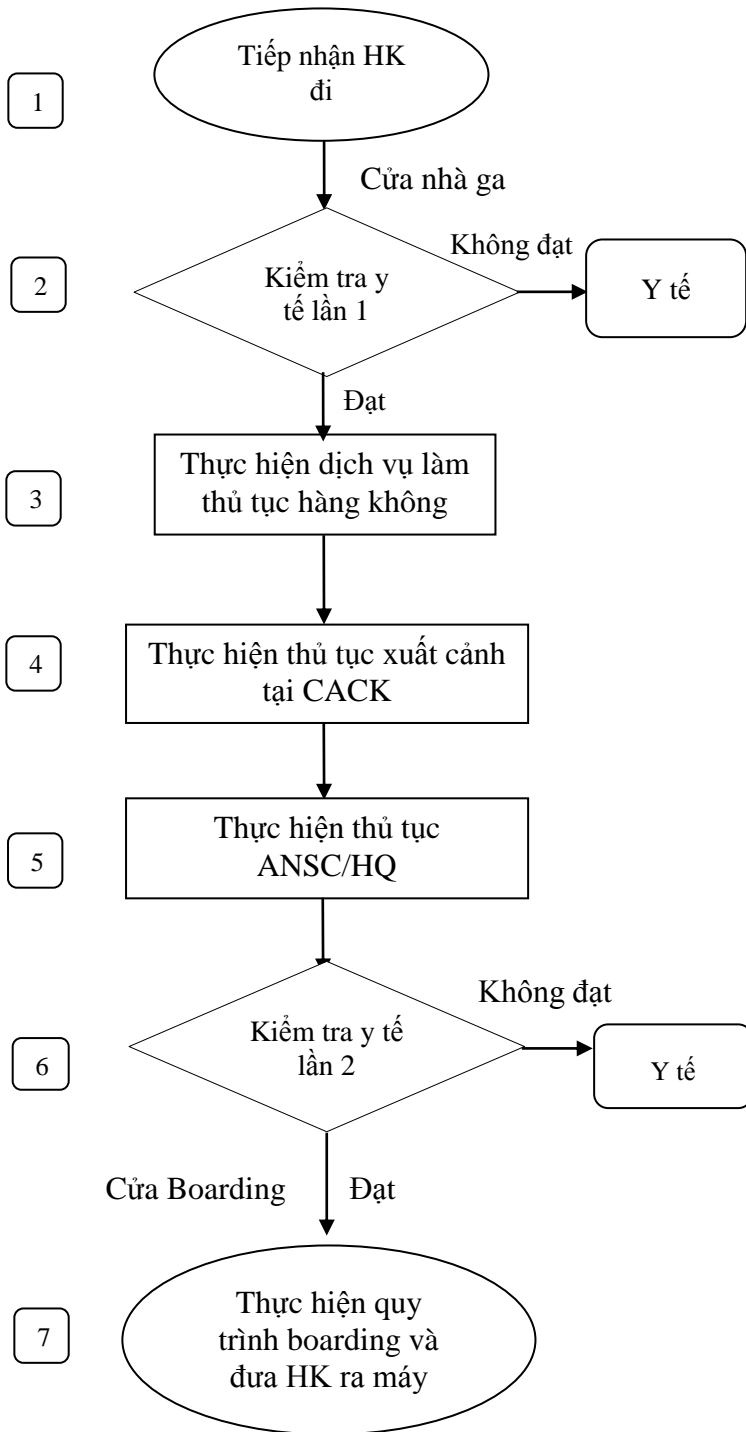 Tiếp nhận HK
đi
1
Cửa nhà ga
Không đạt
2
Kiểm tra y
tế lần 1
Y tế
Đạt
3
Thực hiện dịch vụ làm
thủ tục hàng không
4
Thực hiện thủ tục xuất cảnh
tại CACK
5
Thực hiện thủ tục
ANSC/HQ
Không đạt
6
Kiểm tra y tế
lần 2
Y tế
Cửa Boarding
Đạt
7
Thực hiện quy
trình boarding và
đưa HK ra máy